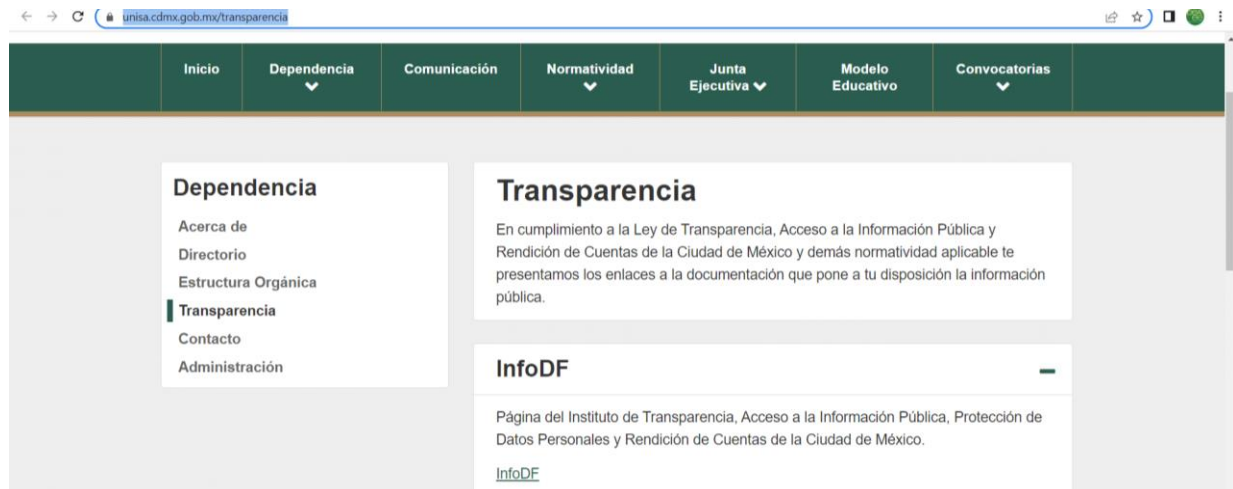 unisa.cdmx.gob.mx/transparencia
Inicio
Dependencia
Comunicación
Normatividad
Junta
Ejecutiva
Modelo
Educativo
Convocatorias
Dependencia
Acerca de
Directorio
Estructura Orgánica
Transparencia
Contacto
Administración
Transparencia
En cumplimiento a la Ley de Transparencia, Acceso a la Información Pública y
Rendición de Cuentas de la Ciudad de México y demás normatividad aplicable te
presentamos los enlaces a la documentación que pone a tu disposición la información
pública.
InfoDF
Página del Instituto de Transparencia, Acceso a la Información Pública, Protección de
Datos Personales y Rendición de Cuentas de la Ciudad de México.
InfoDF